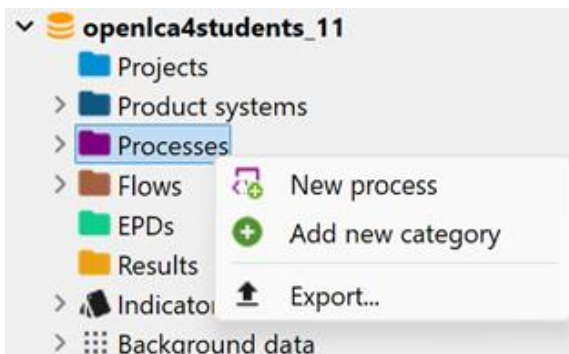 openlca4students_11
Projects
Product systems
Processes
Flows
New process
EPDs
Add new category
Results
Export...
Background data